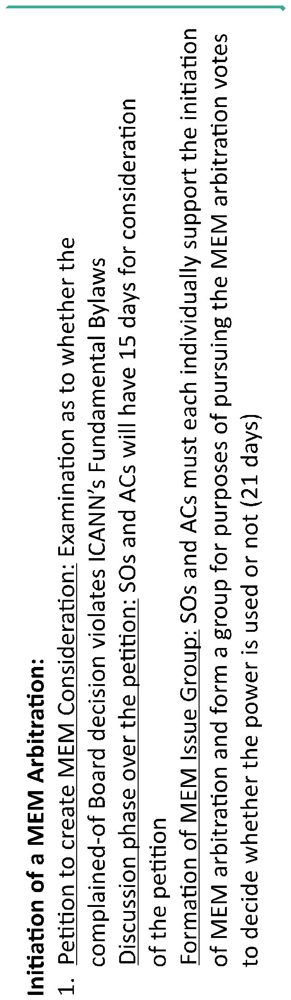 Initiation of a MEM Arbitration:
1. Petition to create MEM Consideration: Examination as to whether the
complained-of Board decision violates ICANN’s Fundamental Bylaws
Discussion phase over the petition: SOs and ACs will have 15 days for consideration
of the petition
Formation of MEM Issue Group: SOs and ACs must each individually support the initiation
of MEM arbitration and form a group for purposes of pursuing the MEM arbitration votes
to decide whether the power is used or not (21 days)